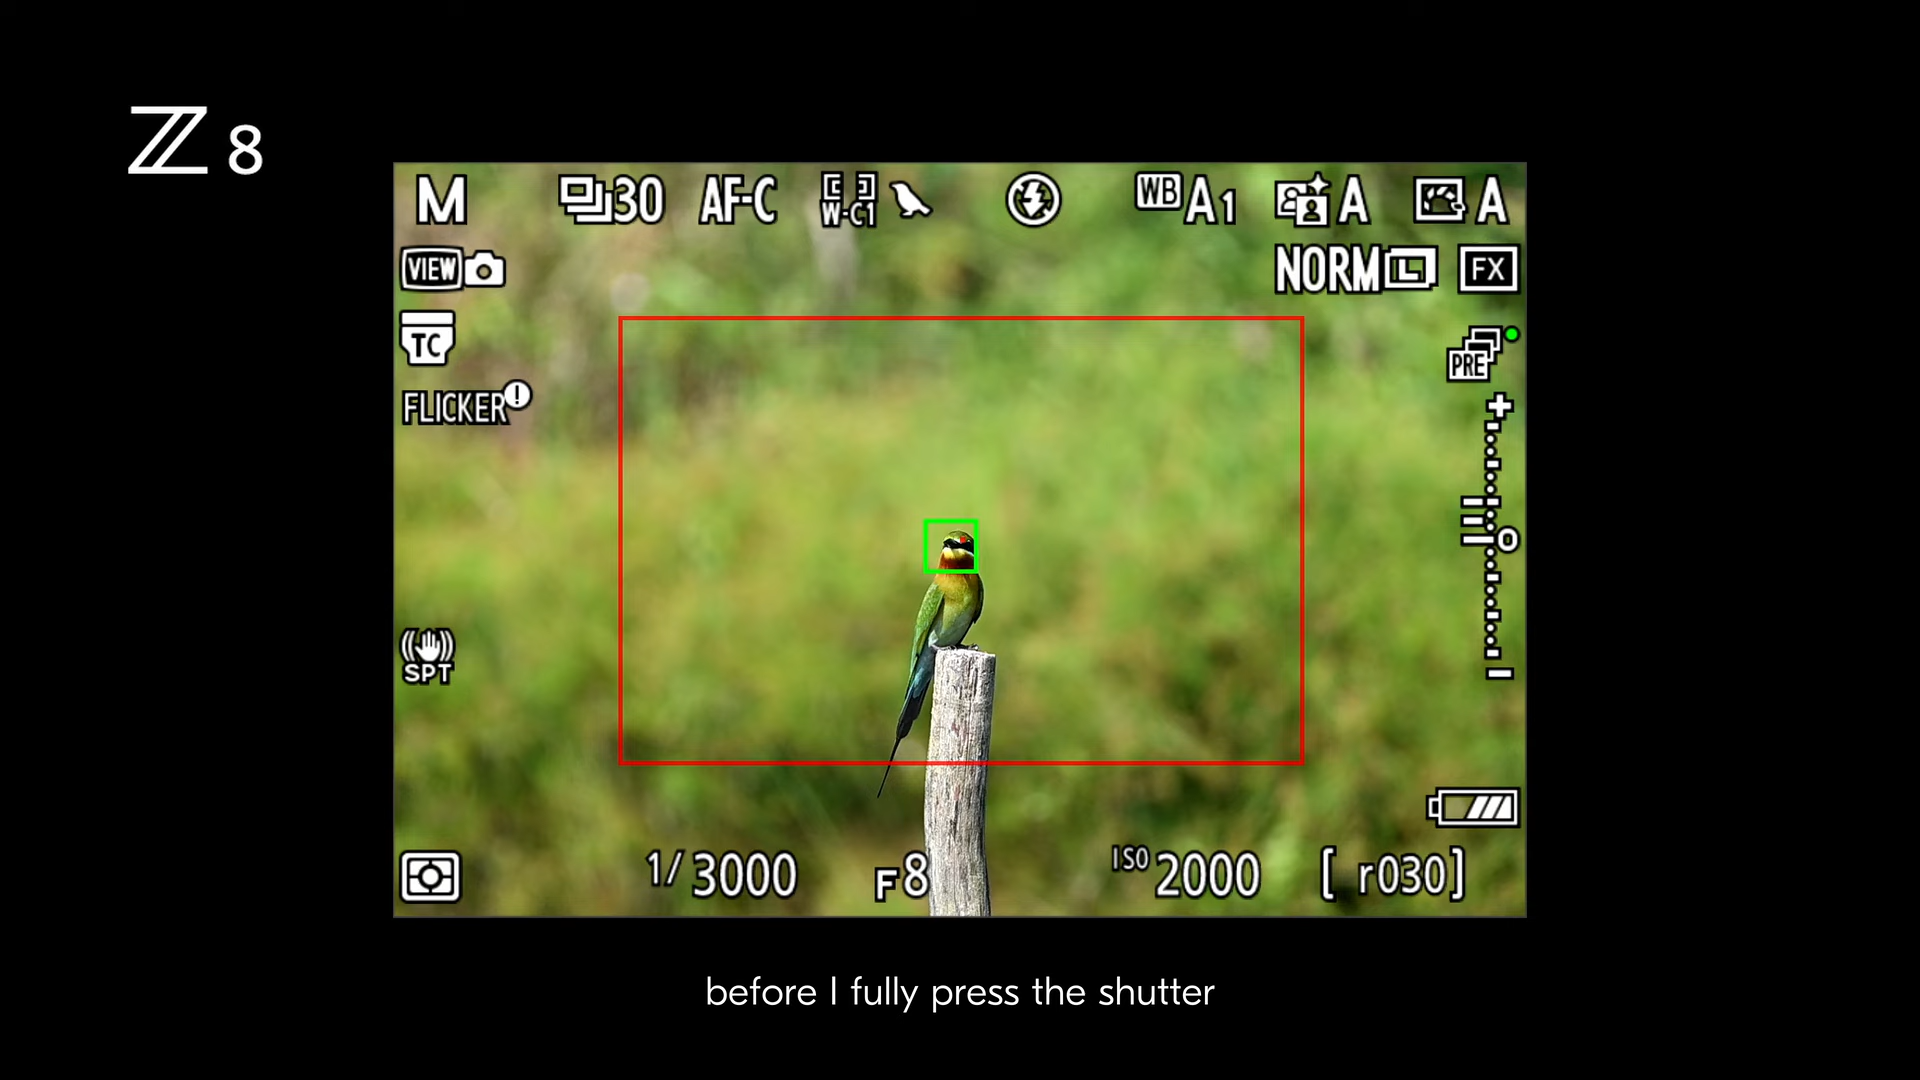 Z 8
M 30 AF-C W-C1 WB A1 A A
VIEW NORM L FX
TC
PRE
FLICKER !
SPT
1/3000 F8 ISO 2000 [ r030]
before I fully press the shutter